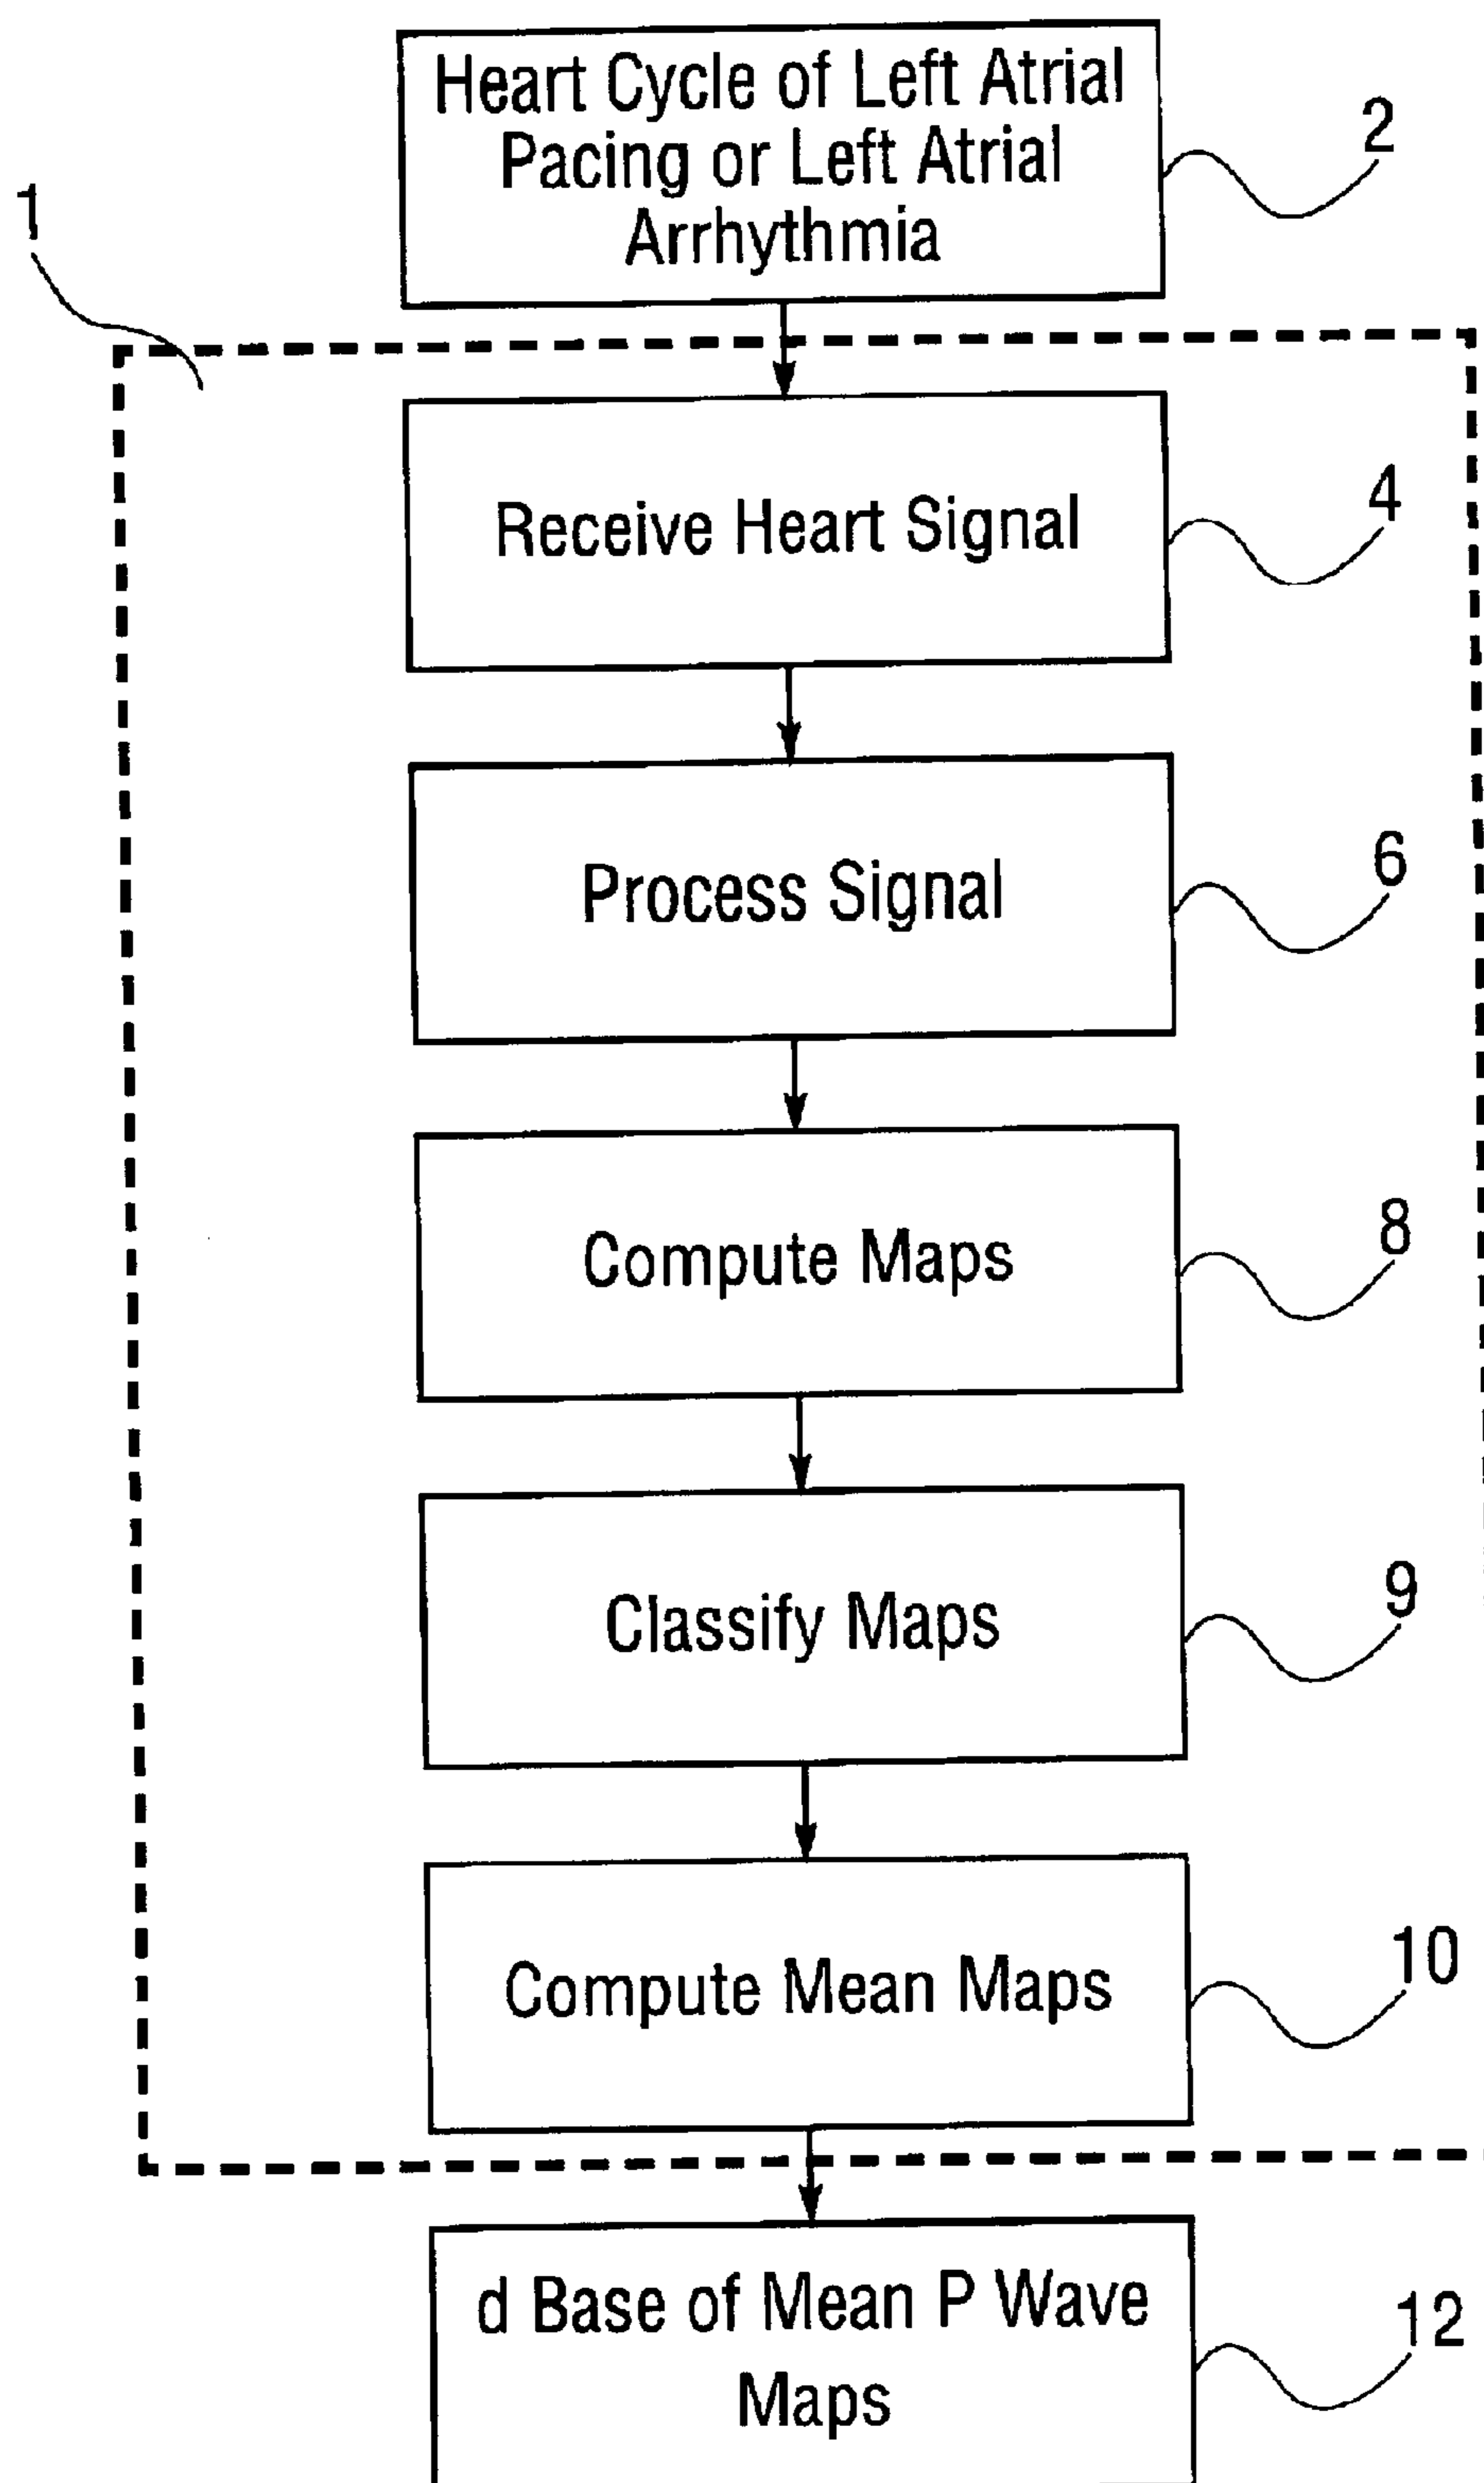 Heart Cycle of Left Atrial
Pacing or Left Atrial
Arrhythmia
2
1
Receive Heart Signal
4
Process Signal
6
Compute Maps
8
Classify Maps
9
Compute Mean Maps
10
d Base of Mean P Wave
Maps
12